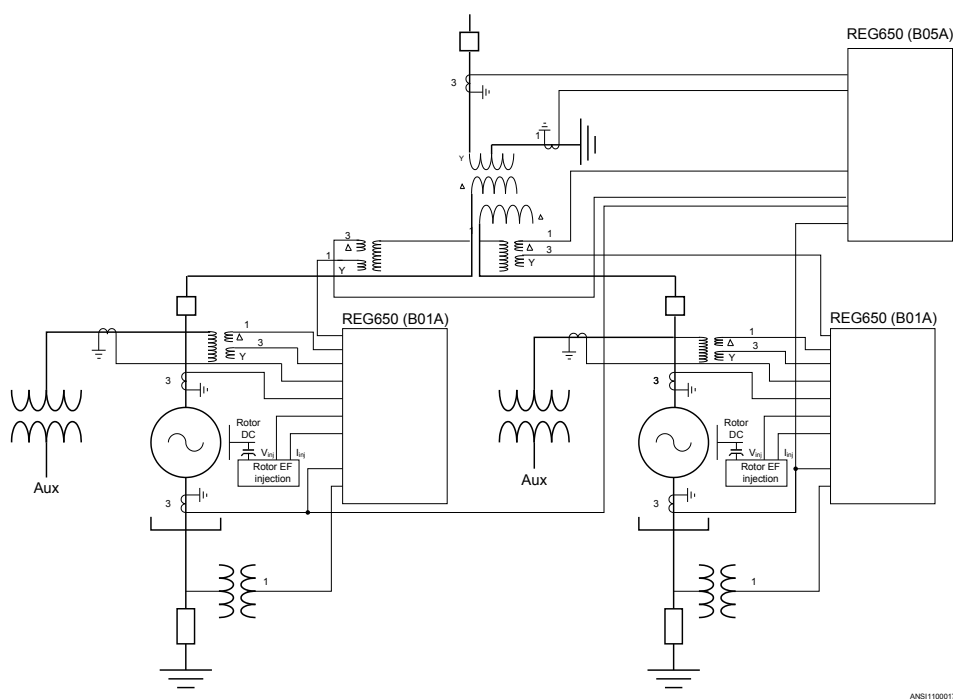 REG650 (B05A)
3
1
Y
Δ
Δ
3
Δ
1
Y
1
1
Δ
3
Y
REG650 (B01A)
REG650 (B01A)
1
Δ
3
Y
3
1
Δ
3
Y
3
Rotor
DC
Vinj
Iinj
Rotor EF
injection
Rotor
DC
Vinj
Iinj
Rotor EF
injection
Aux
Aux
3
3
1
1